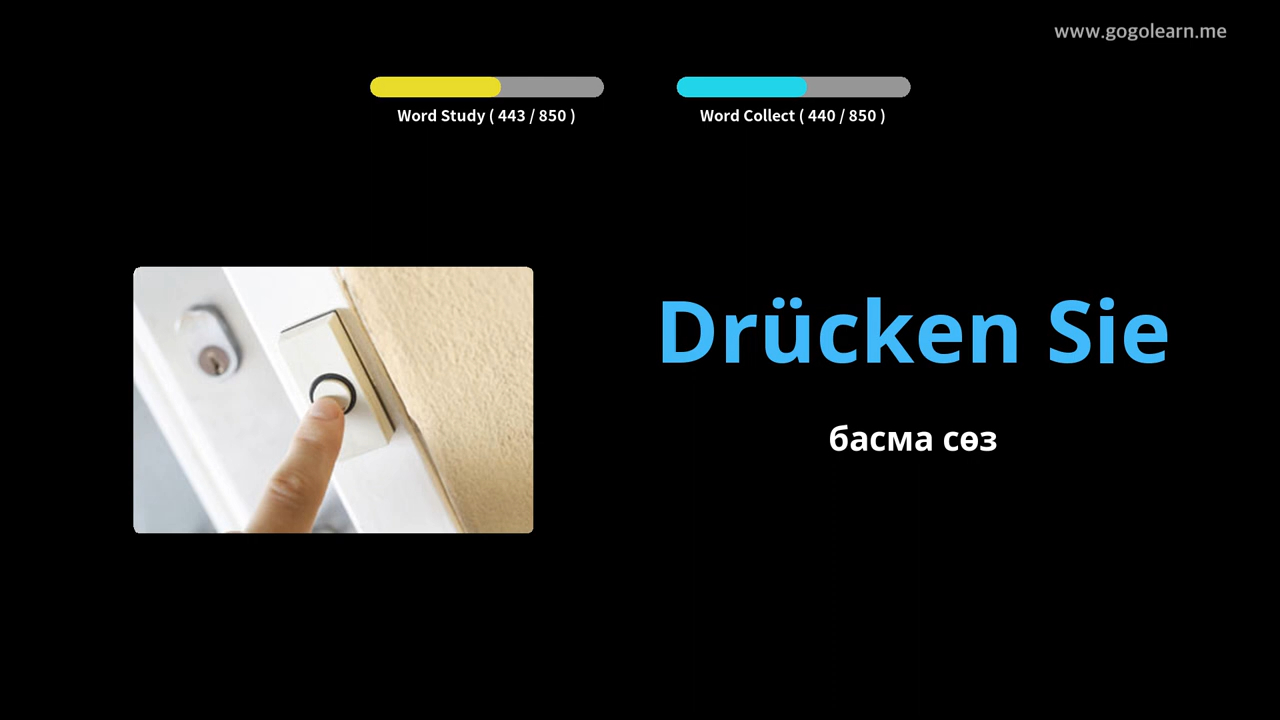 www.gogolearn.me
Word Study ( 443 / 850 )
Word Collect ( 440 / 850 )
Drücken Sie
басма сөз